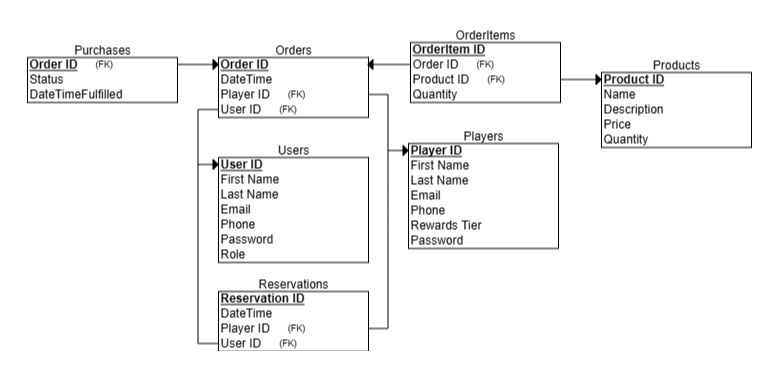 Purchases
Order ID (FK)
Status
DateTimeFulfilled
Orders
Order ID
DateTime
Player ID (FK)
User ID (FK)
OrderItems
OrderItem ID
Order ID (FK)
Product ID (FK)
Quantity
Products
Product ID
Name
Description
Price
Quantity
Users
User ID
First Name
Last Name
Email
Phone
Password
Role
Players
Player ID
First Name
Last Name
Email
Phone
Rewards Tier
Password
Reservations
Reservation ID
DateTime
Player ID (FK)
User ID (FK)